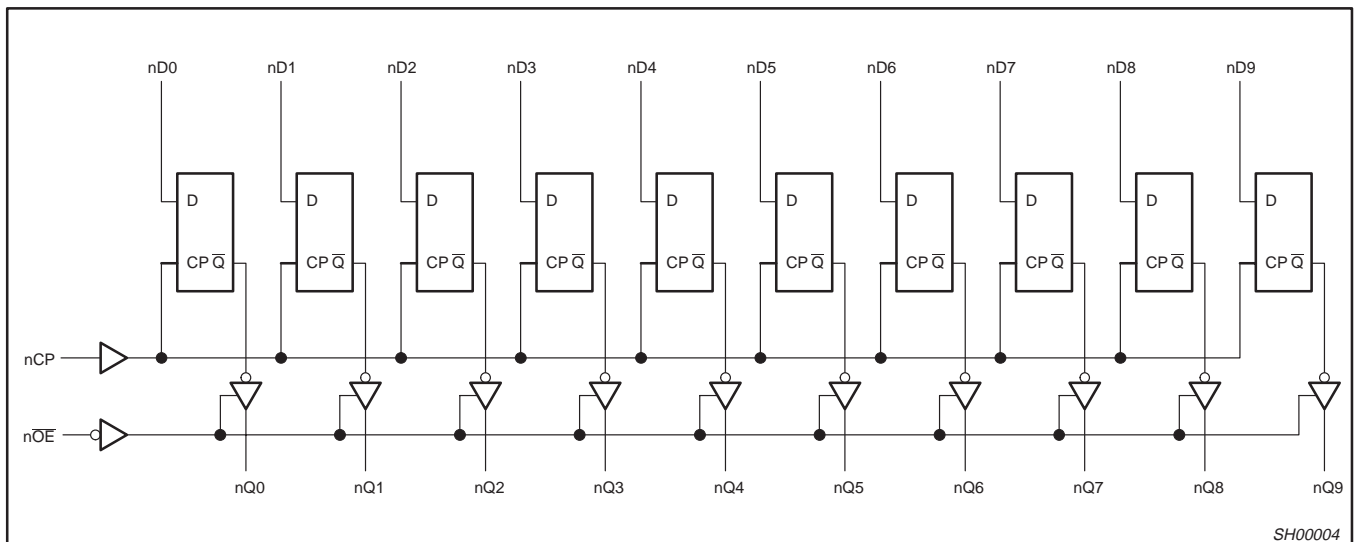 nD0 nD1 nD2 nD3 nD4 nD5 nD6 nD7 nD8 nD9
D D D D D D D D D D
CP Q̅ CP Q̅ CP Q̅ CP Q̅ CP Q̅ CP Q̅ CP Q̅ CP Q̅ CP Q̅ CP Q̅
nCP
nO̅E̅
nQ0 nQ1 nQ2 nQ3 nQ4 nQ5 nQ6 nQ7 nQ8 nQ9
SH00004